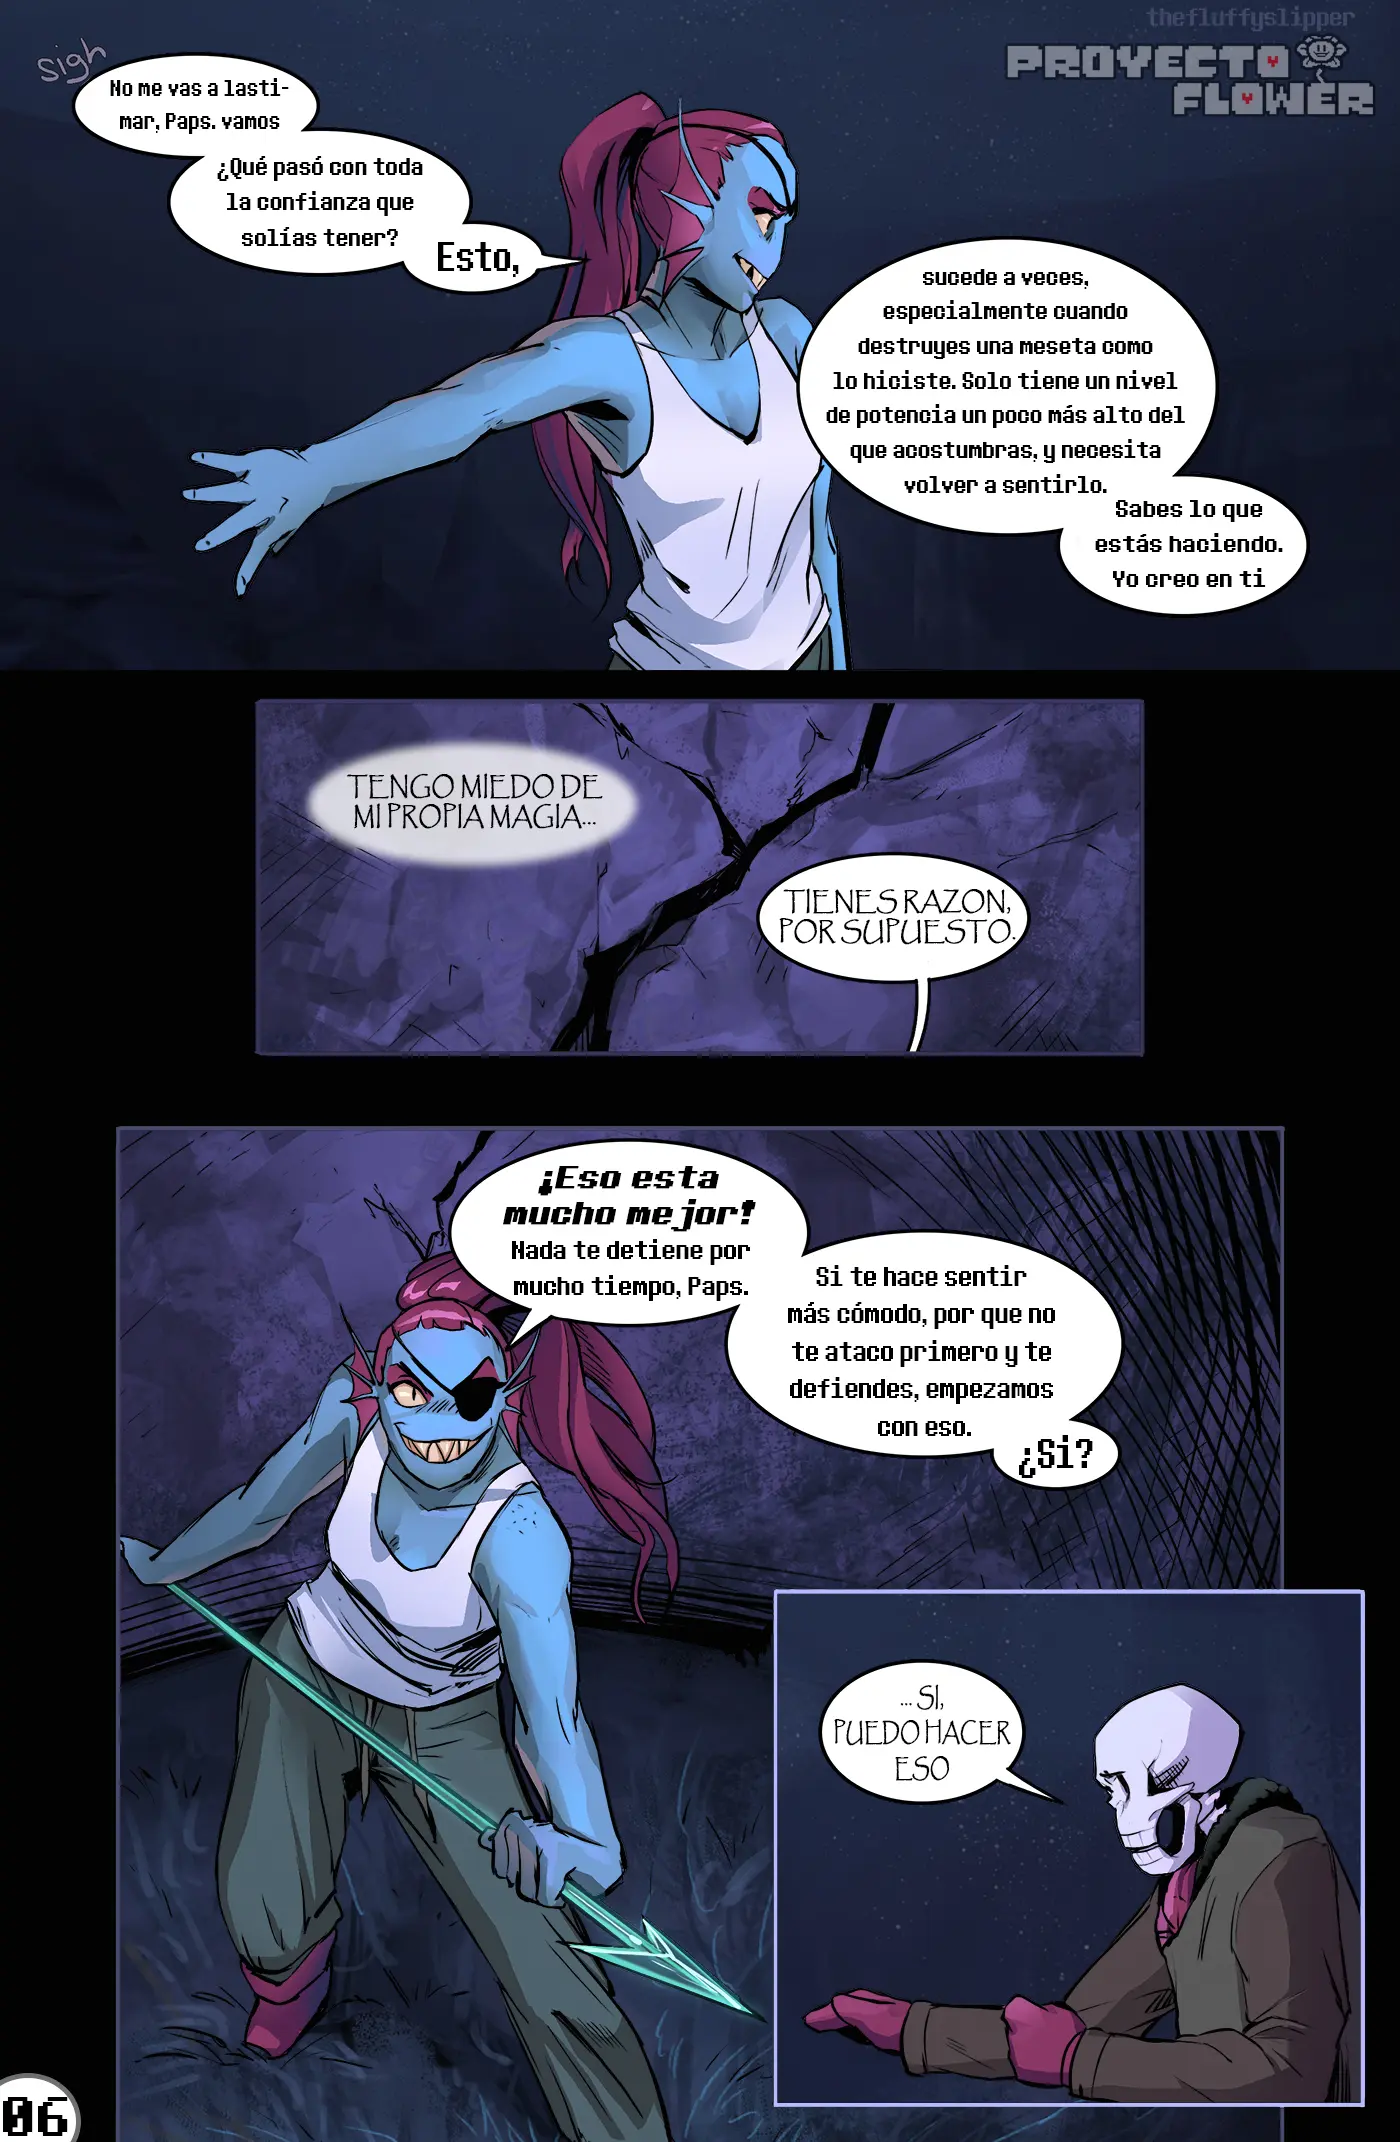 thefluffyslipper
PROYECTO
FLOWER
sigh
No me vas a lasti-
mar, Paps. vamos
¿Qué pasó con toda
la confianza que
solías tener?
Esto,
sucede a veces,
especialmente cuando
destruyes una meseta como
lo hiciste. Solo tiene un nivel
de potencia un poco más alto del
que acostumbras, y necesita
volver a sentirlo.
Sabes lo que
estás haciendo.
Yo creo en ti
TENGO MIEDO DE
MI PROPIA MAGIA...
TIENES RAZON,
POR SUPUESTO.
¡Eso esta
mucho mejor!
Nada te detiene por
mucho tiempo, Paps.
Si te hace sentir
más cómodo, por que no
te ataco primero y te
defiendes, empezamos
con eso.
¿Si?
... SI,
PUEDO HACER
ESO
06